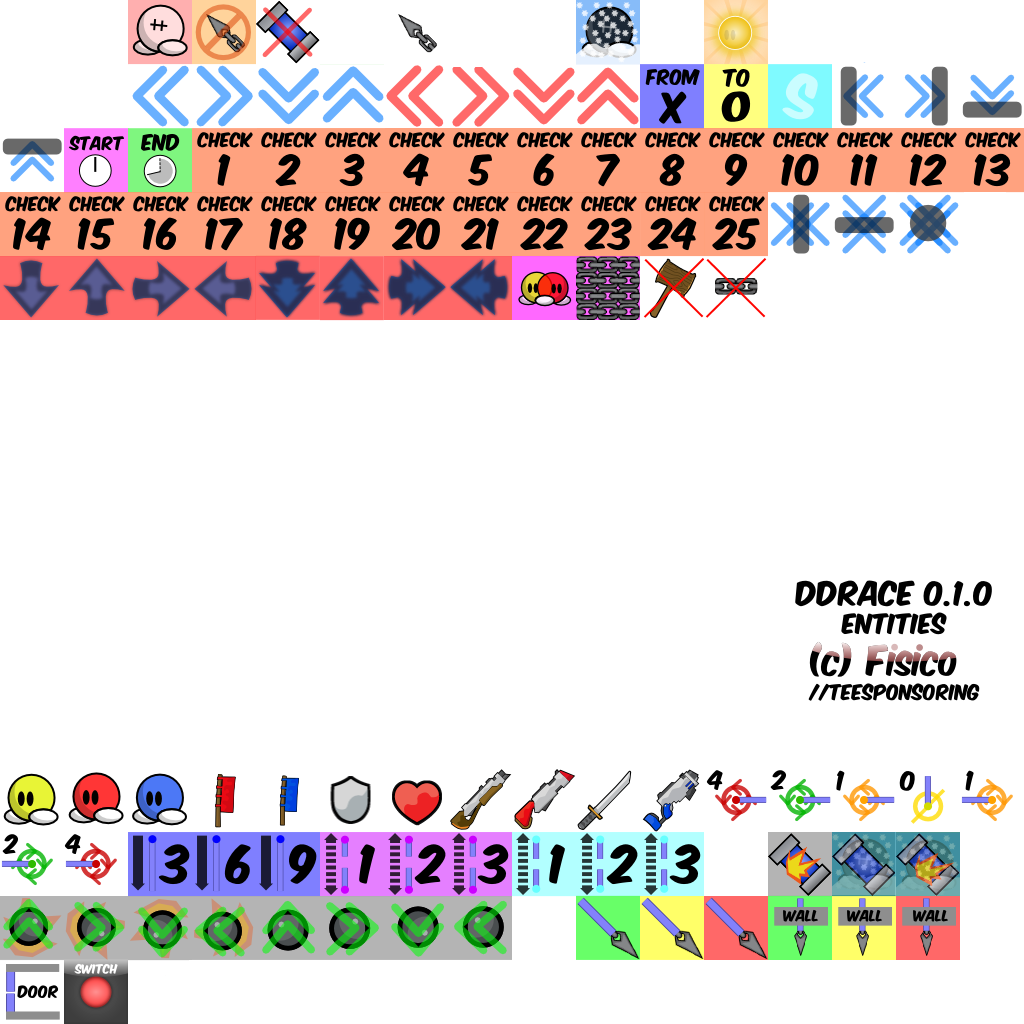 FROM TO
X O S
START END CHECK CHECK CHECK CHECK CHECK CHECK CHECK CHECK CHECK CHECK CHECK CHECK CHECK
1 2 3 4 5 6 7 8 9 10 11 12 13
CHECK CHECK CHECK CHECK CHECK CHECK CHECK CHECK CHECK CHECK CHECK CHECK
14 15 16 17 18 19 20 21 22 23 24 25
DDRACE 0.1.0
ENTITIES
(c) Fisico
//TEESPONSORING
4 2 1 0 1
2 4 3 6 9 1 2 3 1 2 3
WALL WALL WALL
DOOR SWITCH